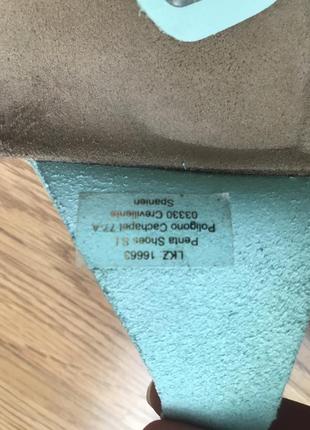 LKZ 16663
Penta Shoes S.l
Poligono Cachapel 77-A
03330 Crevillente
Spanien